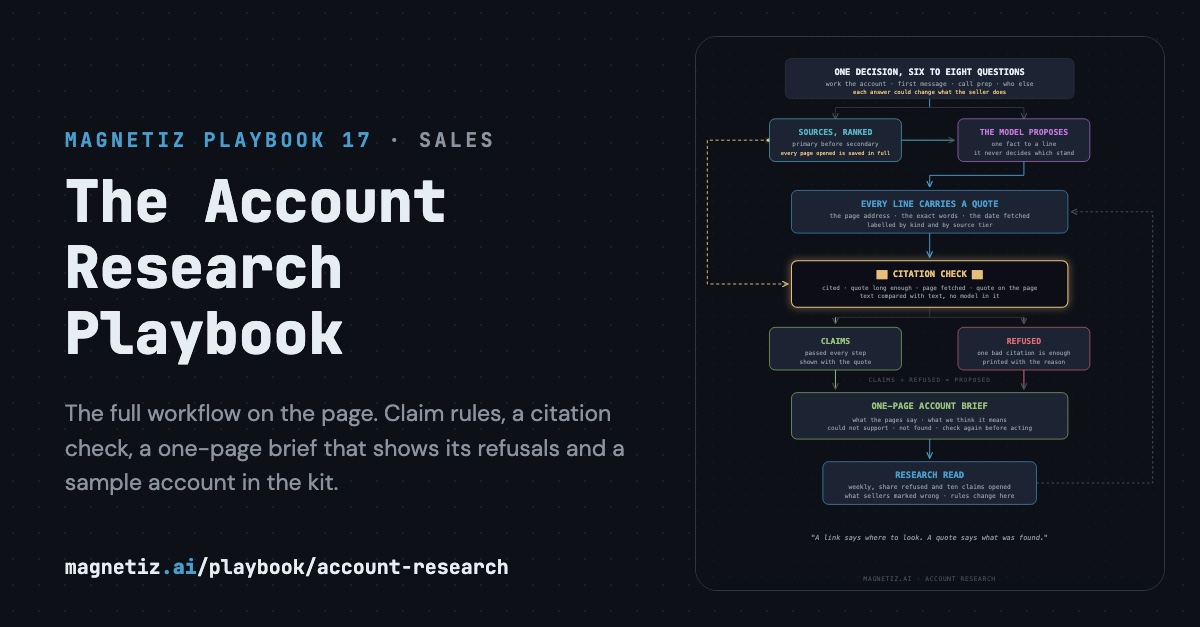 MAGNETIZ PLAYBOOK 17 · SALES
The Account
Research
Playbook
The full workflow on the page. Claim rules, a citation
check, a one-page brief that shows its refusals and a
sample account in the kit.
magnetiz.ai/playbook/account-research
ONE DECISION, SIX TO EIGHT QUESTIONS
work the account · first message · call prep · who else
each answer could change what the seller does
SOURCES, RANKED
primary before secondary
every page opened is saved in full
THE MODEL PROPOSES
one fact to a line
it never decides which stand
EVERY LINE CARRIES A QUOTE
the page address · the exact words · the date fetched
labelled by kind and by source tier
CITATION CHECK
cited · quote long enough · page fetched · quote on the page
text compared with text, no model in it
CLAIMS
passed every step
shown with the quote
REFUSED
one bad citation is enough
printed with the reason
CLAIMS + REFUSED = PROPOSED
ONE-PAGE ACCOUNT BRIEF
what the pages say · what we think it means
could not support · not found · check again before acting
RESEARCH READ
weekly, share refused and ten claims opened
what sellers marked wrong · rules change here
"A link says where to look. A quote says what was found."
MAGNETIZ.AI · ACCOUNT RESEARCH